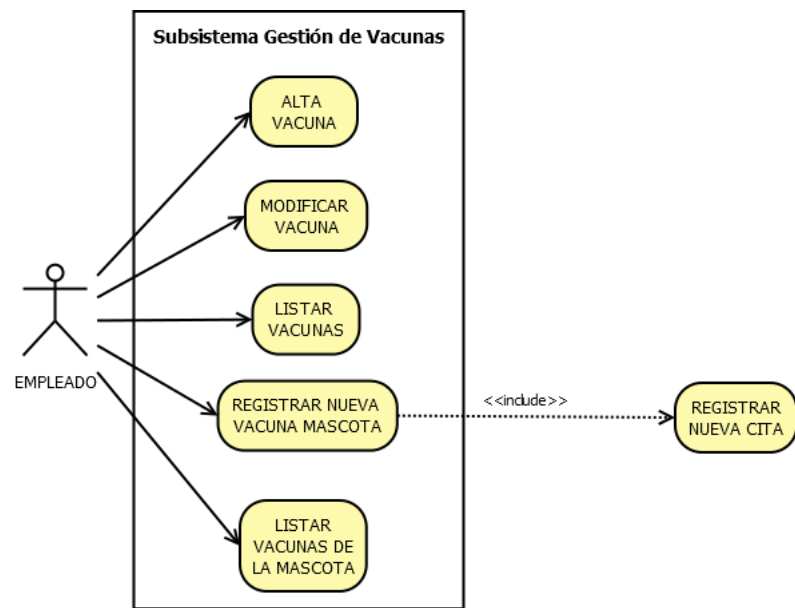 Subsistema Gestión de Vacunas
ALTA
VACUNA
MODIFICAR
VACUNA
LISTAR
VACUNAS
EMPLEADO
REGISTRAR NUEVA
VACUNA MASCOTA
<<include>>
REGISTRAR
NUEVA CITA
LISTAR
VACUNAS DE
LA MASCOTA